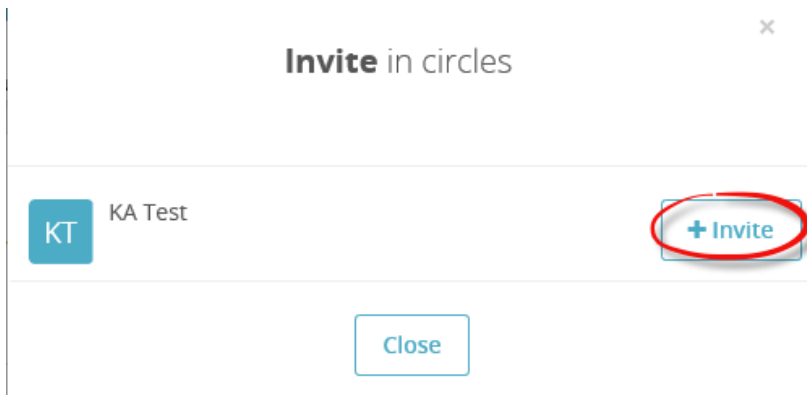 ×
Invite in circles
KT
KA Test
+ Invite
Close